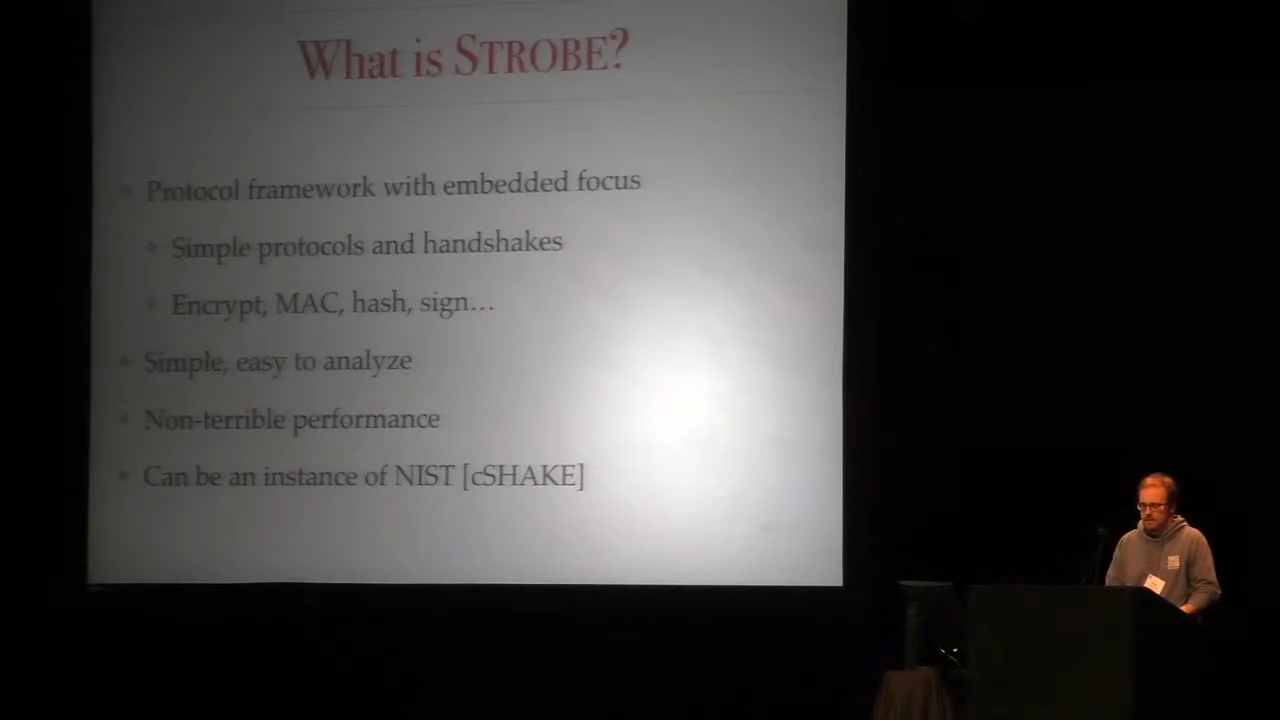 What is STROBE?
Protocol framework with embedded focus
Simple protocols and handshakes
Encrypt, MAC, hash, sign…
Simple, easy to analyze
Non-terrible performance
Can be an instance of NIST [cSHAKE]